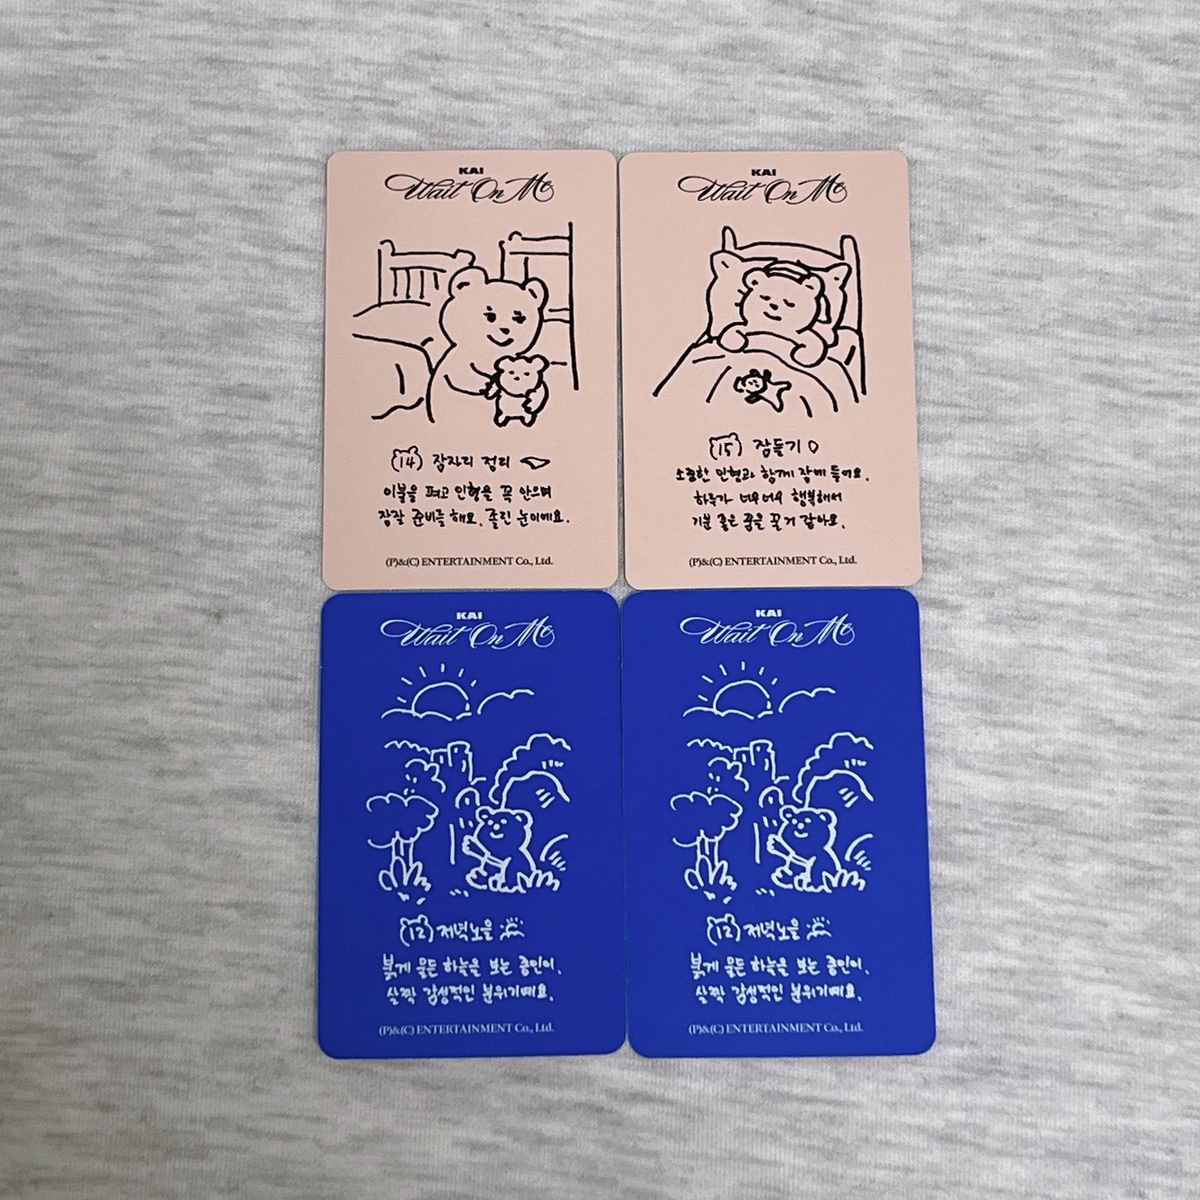 KAI
Wait On Me
(14) 잠자리 정리
이불을 펴고 인형을 꼭 안으며
잠잘 준비를 해요. 졸린 눈이에요.
(P)&(C) ENTERTAINMENT Co., Ltd.
KAI
Wait On Me
(15) 잠들기
소중한 인형과 함께 잠에 들어요.
하루가 너무너무 행복해서
기분 좋은 꿈을 꿀 거 같아요.
(P)&(C) ENTERTAINMENT Co., Ltd.
KAI
Wait On Me
(12) 저녁노을
붉게 물든 하늘을 보는 종인이.
살짝 감성적인 분위기예요.
(P)&(C) ENTERTAINMENT Co., Ltd.
KAI
Wait On Me
(12) 저녁노을
붉게 물든 하늘을 보는 종인이.
살짝 감성적인 분위기예요.
(P)&(C) ENTERTAINMENT Co., Ltd.